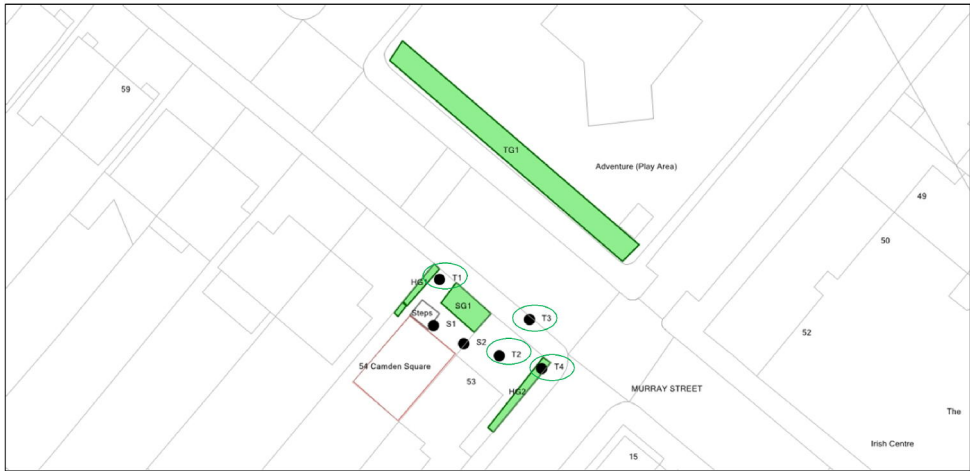 59
TG1
Adventure (Play Area)
49
50
52
HG1
T1
SG1
Steps
S1
T3
S2
T2
54 Camden Square
T4
53
HG2
MURRAY STREET
The
Irish Centre
15